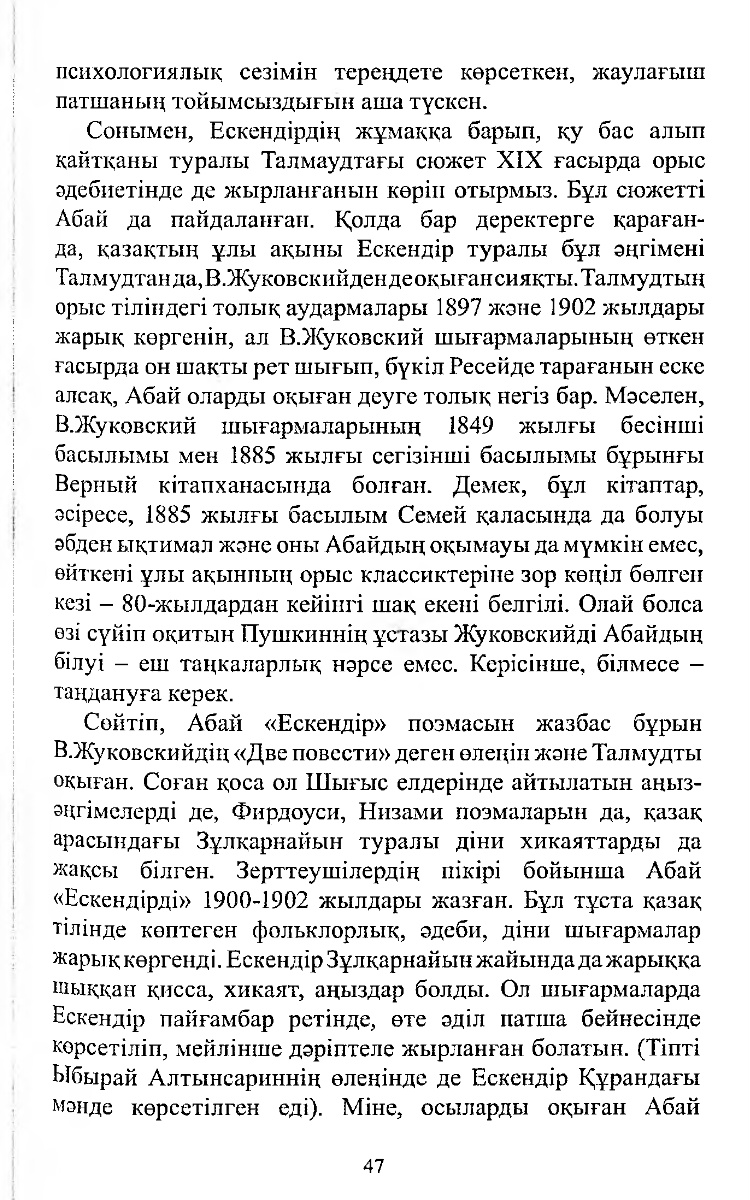 психологиялық сезімін тереңдете көрсеткен, жаулағыш
патшаның тойымсыздығын аша түскен.
Сонымен, Ескендірдің жұмаққа барып, қу бас алып
қайтқаны туралы Талмаудтағы сюжет XIX ғасырда орыс
әдебиетінде де жырланғанын көріп отырмыз. Бұл сюжетті
Абай да пайдаланған. Қолда бар деректерге қараған-
да, қазақтың ұлы ақыны Ескендір туралы бұл әңгімені
Талмудтан да, В.Жуковскийден де оқыған сияқты. Талмудтың
орыс тіліндегі толық аудармалары 1897 және 1902 жылдары
жарық көргенін, ал В.Жуковский шығармаларының өткен
ғасырда он шақты рет шығып, бүкіл Ресейде тарағанын еске
алсақ, Абай оларды оқыған деуге толық негіз бар. Мәселен,
В.Жуковский шығармаларының 1849 жылғы бесінші
басылымы мен 1885 жылғы сегізінші басылымы бұрынғы
Верный кітапханасында болған. Демек, бұл кітаптар,
әсіресе, 1885 жылғы басылым Семей қаласында да болуы
әбден ықтимал және оны Абайдың оқымауы да мүмкін емес,
өйткені ұлы ақынның орыс классиктеріне зор көңіл бөлген
кезі – 80-жылдардан кейінгі шақ екені белгілі. Олай болса
өзі сүйіп оқитын Пушкиннің ұстазы Жуковскийді Абайдың
білуі – еш таңкаларлық нәрсе емес. Керісінше, білмесе –
таңдануға керек.
Сөйтіп, Абай «Ескендір» поэмасын жазбас бұрын
В.Жуковскийдің «Две повести» деген өлеңін және Талмудты
оқыған. Соған қоса ол Шығыс елдерінде айтылатын аңыз-
әңгімелерді де, Фирдоуси, Низами поэмаларын да, қазақ
арасындағы Зұлқарнайын туралы діни хикаяттарды да
жақсы білген. Зерттеушілердің пікірі бойынша Абай
«Ескендірді» 1900-1902 жылдары жазған. Бұл тұста қазақ
тілінде көптеген фольклорлық, әдеби, діни шығармалар
жарық көргенді. Ескендір Зұлқарнайын жайында да жарыққа
шыққан қисса, хикаят, аңыздар болды. Ол шығармаларда
Ескендір пайғамбар ретінде, өте әділ патша бейнесінде
көрсетіліп, мейлінше дәріптеле жырланған болатын. (Тіпті
Ыбырай Алтынсариннің өлеңінде де Ескендір Құрандағы
мәнде көрсетілген еді). Міне, осыларды оқыған Абай
47